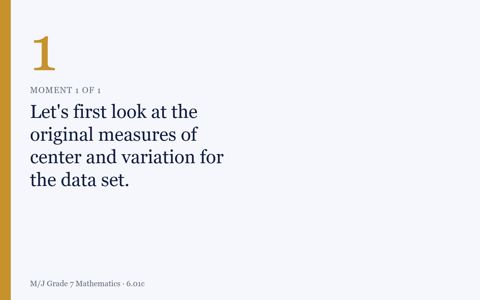 1
MOMENT 1 OF 1
Let's first look at the
original measures of
center and variation for
the data set.
M/J Grade 7 Mathematics · 6.01c